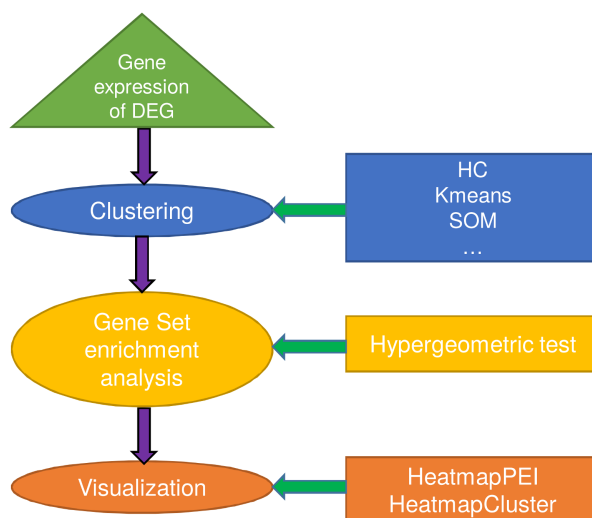 Gene
expression
of DEG
HC
Kmeans
SOM
...
Clustering
Gene Set
enrichment
analysis
Hypergeometric test
Visualization
HeatmapPEI
HeatmapCluster